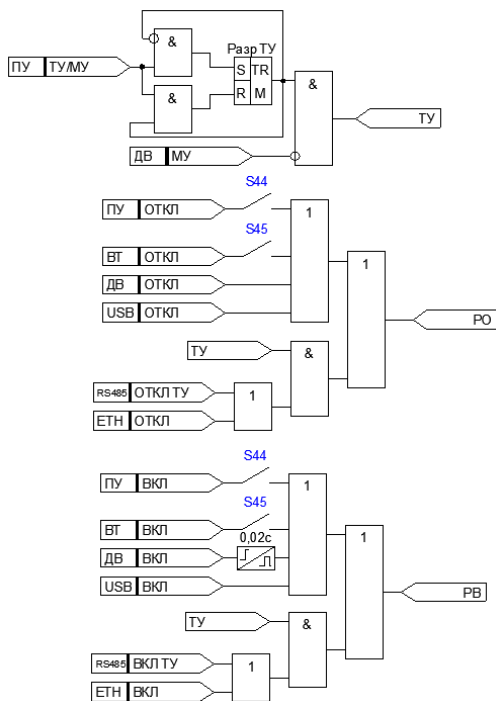 &
Разр ТУ
ПУ ТУ/МУ
S TR
&
R М
&
ТУ
ДВ МУ
S44
ПУ ОТКЛ
1
S45
ВТ ОТКЛ
1
ДВ ОТКЛ
USB ОТКЛ
РО
ТУ
&
RS485 ОТКЛ ТУ
1
ETH ОТКЛ
S44
ПУ ВКЛ
1
S45
ВТ ВКЛ
0,02с
1
ДВ ВКЛ
USB ВКЛ
РВ
ТУ
&
RS485 ВКЛ ТУ
1
ETH ВКЛ